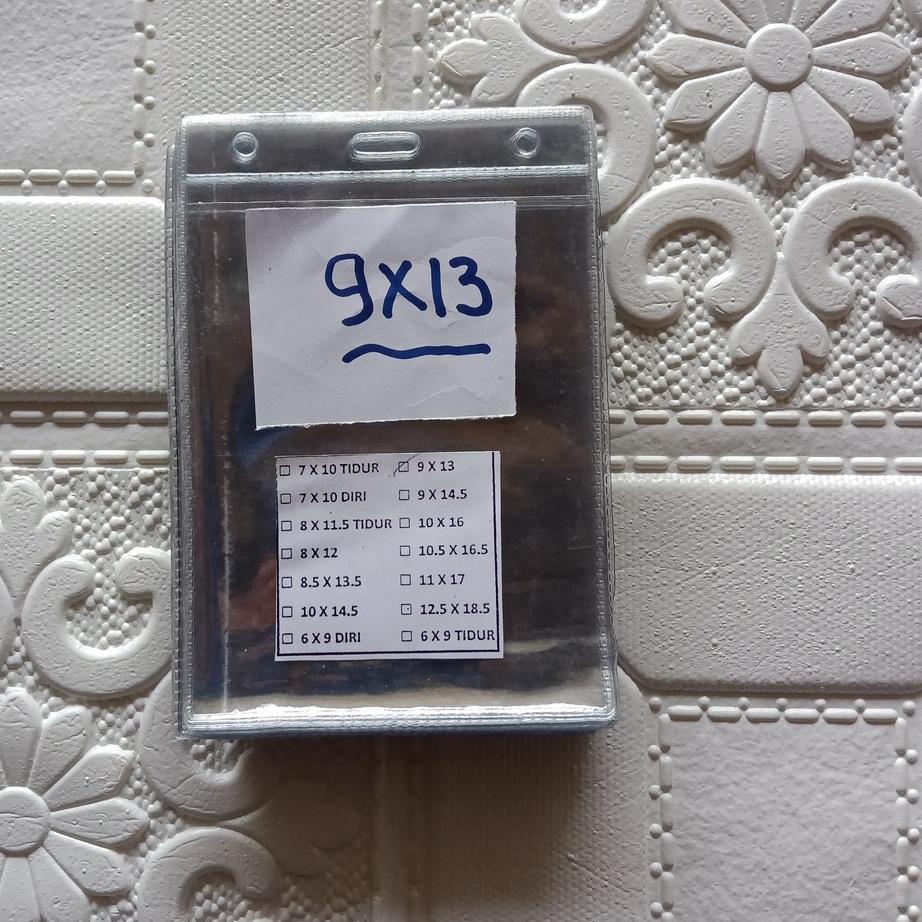 9X13
☐ 7 X 10 TIDUR ☐ 9 X 13
☐ 7 X 10 DIRI ☐ 9 X 14.5
☐ 8 X 11.5 TIDUR ☐ 10 X 16
☐ 8 X 12 ☐ 10.5 X 16.5
☐ 8.5 X 13.5 ☐ 11 X 17
☐ 10 X 14.5 ☐ 12.5 X 18.5
☐ 6 X 9 DIRI ☐ 6 X 9 TIDUR